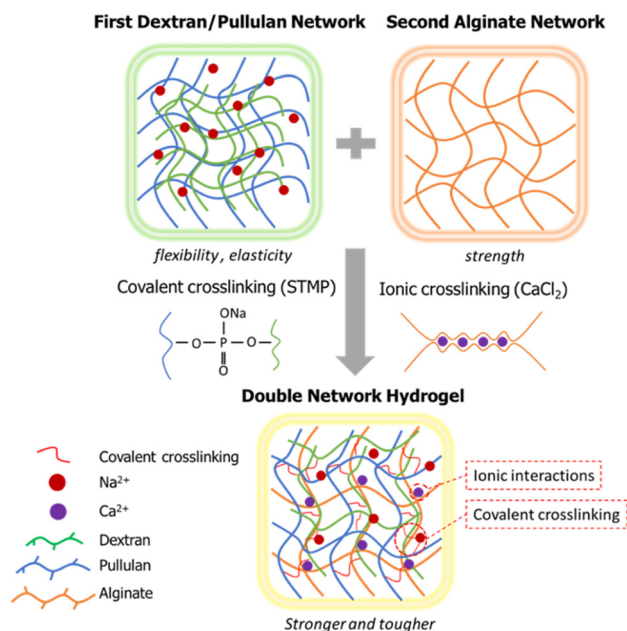 First Dextran/Pullulan Network
Second Alginate Network
flexibility, elasticity
strength
Covalent crosslinking (STMP)
Ionic crosslinking (CaCl₂)
ONa
O P O
O
Double Network Hydrogel
Covalent crosslinking
Na²⁺
Ca²⁺
Dextran
Pullulan
Alginate
Ionic interactions
Covalent crosslinking
Stronger and tougher